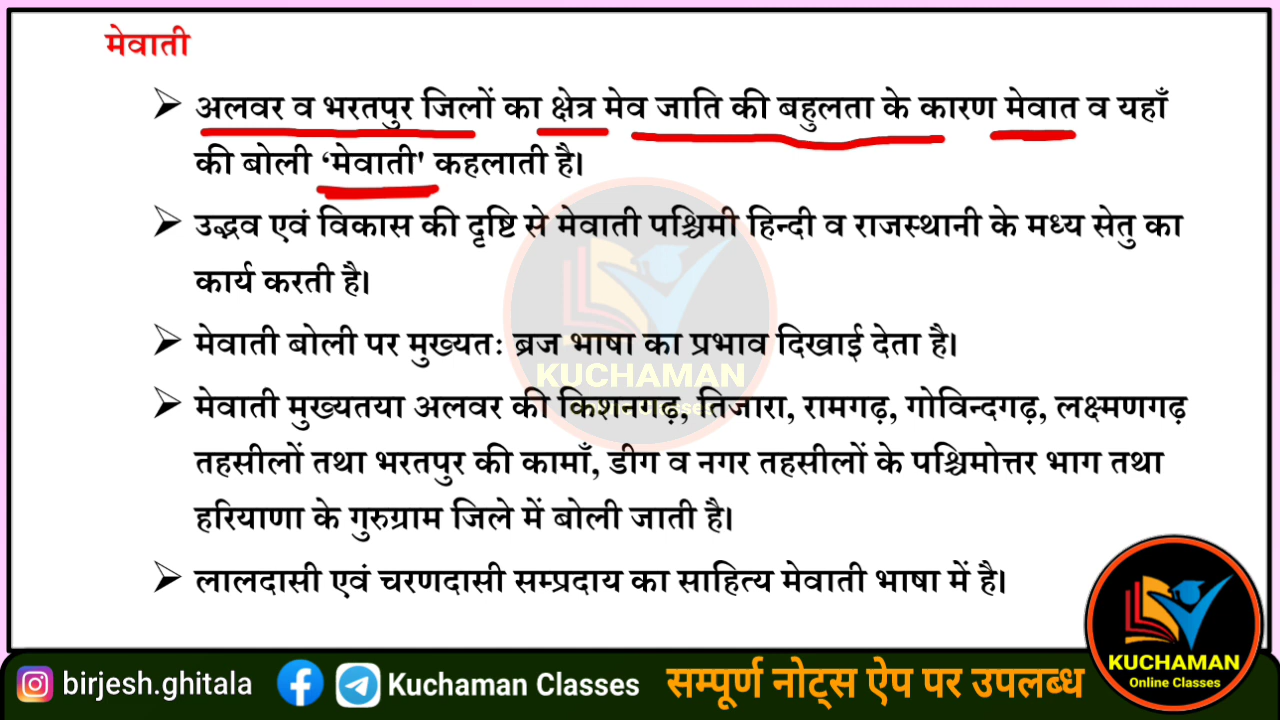 मेवाती
अलवर व भरतपुर जिलों का क्षेत्र मेव जाति की बहुलता के कारण मेवात व यहाँ
की बोली ‘मेवाती' कहलाती है।
उद्भव एवं विकास की दृष्टि से मेवाती पश्चिमी हिन्दी व राजस्थानी के मध्य सेतु का
कार्य करती है।
मेवाती बोली पर मुख्यतः ब्रज भाषा का प्रभाव दिखाई देता है।
KUCHAMAN
Online Classes
मेवाती मुख्यतया अलवर की किशनगढ़, तिजारा, रामगढ़, गोविन्दगढ़, लक्ष्मणगढ़
तहसीलों तथा भरतपुर की कामाँ, डीग व नगर तहसीलों के पश्चिमोत्तर भाग तथा
हरियाणा के गुरुग्राम जिले में बोली जाती है।
लालदासी एवं चरणदासी सम्प्रदाय का साहित्य मेवाती भाषा में है।
KUCHAMAN
Online Classes
birjesh.ghitala
Kuchaman Classes
सम्पूर्ण नोट्स ऐप पर उपलब्ध